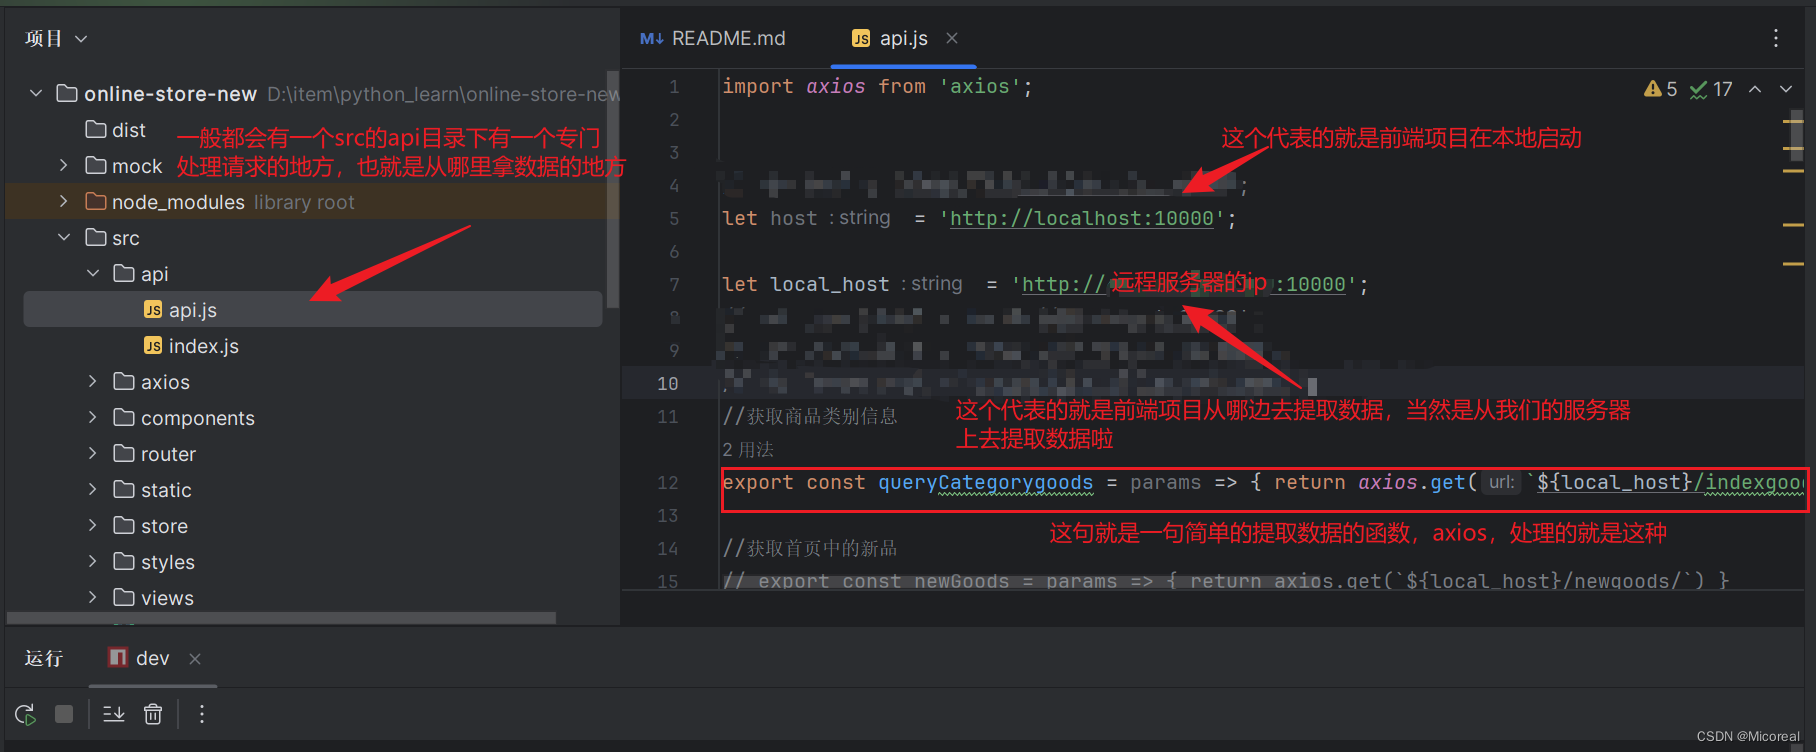 项目
README.md
api.js
online-store-new D:\item\python_learn\online-store-new
dist
mock
node_modules library root
src
api
api.js
index.js
axios
components
router
static
store
styles
views
一般都会有一个src的api目录下有一个专门
处理请求的地方，也就是从哪里拿数据的地方
5 17
1 import axios from 'axios';
2
3
这个代表的就是前端项目在本地启动
4 ;
5 let host : string = 'http://localhost:10000';
6
7 let local_host : string = 'http:// 远程服务器的ip :10000';
8
9
10
这个代表的就是前端项目从哪边去提取数据，当然是从我们的服务器
上去提取数据啦
11 //获取商品类别信息
2 用法
12 export const queryCategorygoods = params => { return axios.get( url: `${local_host}/indexgoo
13
这句就是一句简单的提取数据的函数，axios，处理的就是这种
14 //获取首页中的新品
15 // export const newGoods = params => { return axios.get(`${local_host}/newgoods/`) }
运行
dev
CSDN @Micoreal